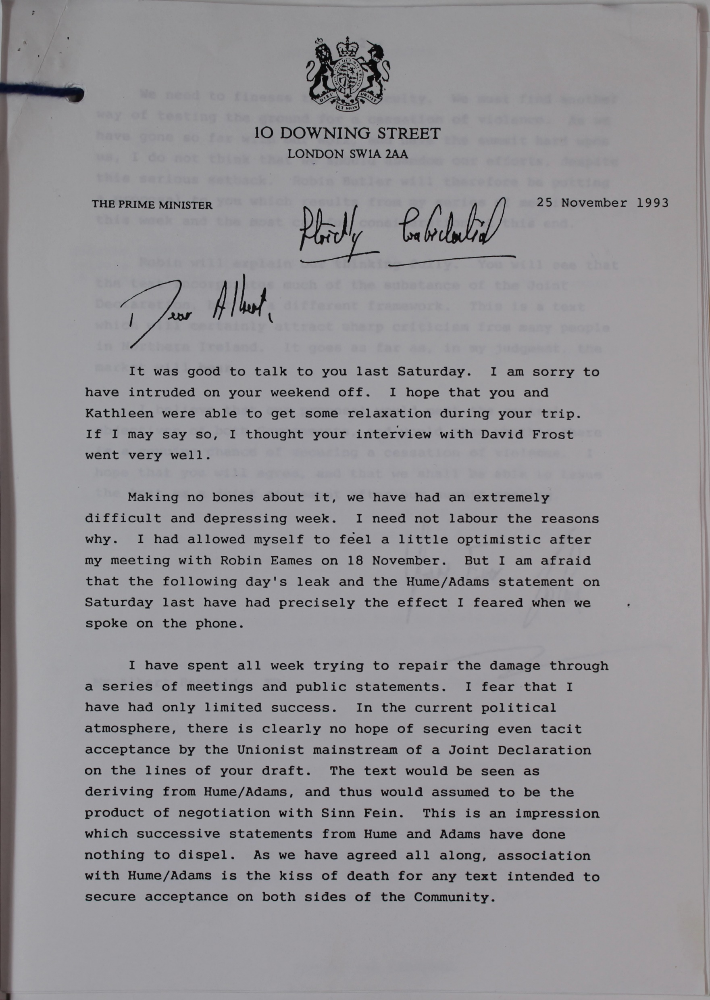 10 DOWNING STREET
LONDON SW1A 2AA
THE PRIME MINISTER
25 November 1993
Strictly Confidential
Dear Albert,
It was good to talk to you last Saturday. I am sorry to
have intruded on your weekend off. I hope that you and
Kathleen were able to get some relaxation during your trip.
If I may say so, I thought your interview with David Frost
went very well.
Making no bones about it, we have had an extremely
difficult and depressing week. I need not labour the reasons
why. I had allowed myself to feel a little optimistic after
my meeting with Robin Eames on 18 November. But I am afraid
that the following day's leak and the Hume/Adams statement on
Saturday last have had precisely the effect I feared when we
spoke on the phone.
I have spent all week trying to repair the damage through
a series of meetings and public statements. I fear that I
have had only limited success. In the current political
atmosphere, there is clearly no hope of securing even tacit
acceptance by the Unionist mainstream of a Joint Declaration
on the lines of your draft. The text would be seen as
deriving from Hume/Adams, and thus would assumed to be the
product of negotiation with Sinn Fein. This is an impression
which successive statements from Hume and Adams have done
nothing to dispel. As we have agreed all along, association
with Hume/Adams is the kiss of death for any text intended to
secure acceptance on both sides of the Community.